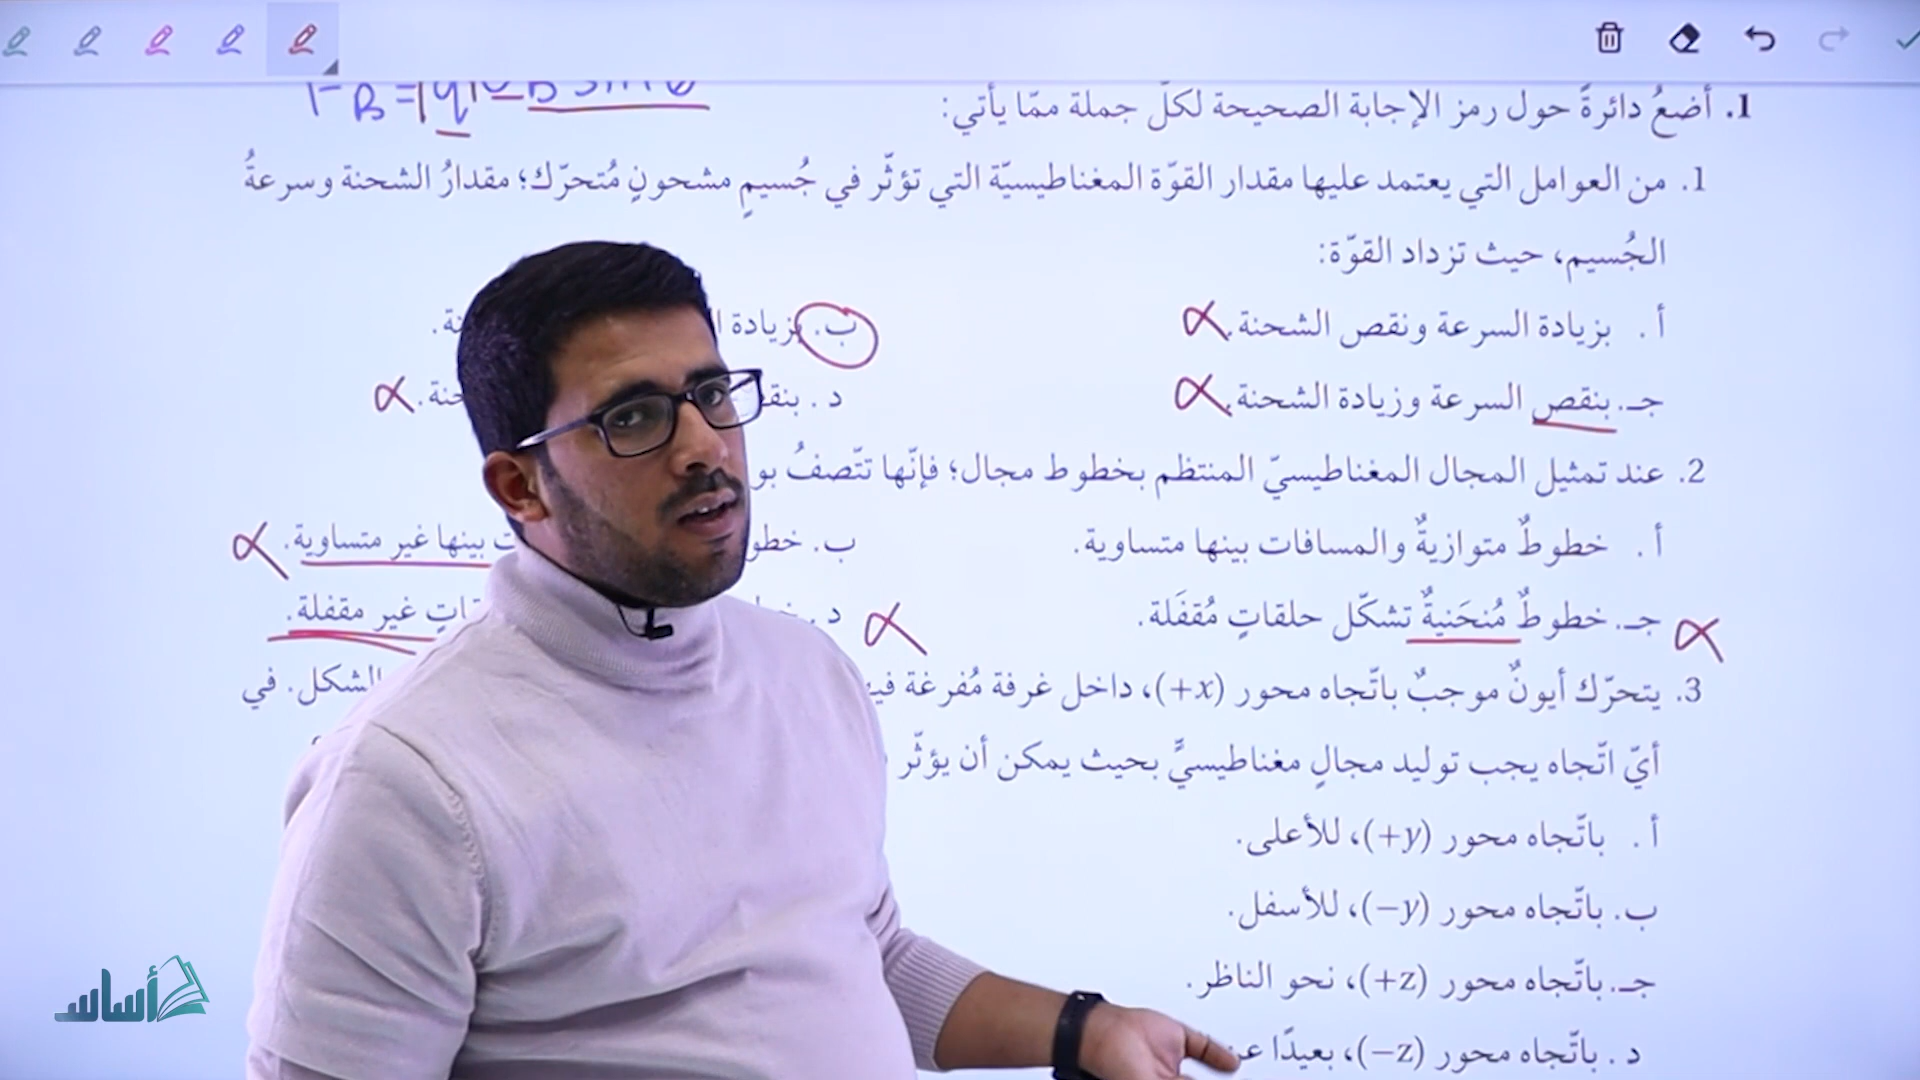 F_B = |q| υ B sin θ
1. أضعُ دائرةً حول رمز الإجابة الصحيحة لكلّ جملة ممّا يأتي:
1. من العوامل التي يعتمد عليها مقدار القوّة المغناطيسيّة التي تؤثّر في جُسيمٍ مشحونٍ مُتحرّك؛ مقدارُ الشحنة وسرعةُ
الجُسيم، حيث تزداد القوّة:
أ . بزيادة السرعة ونقص الشحنة.
ب. بزيادة
جـ. بنقص السرعة وزيادة الشحنة.
د .
2. عند تمثيل المجال المغناطيسيّ المنتظم بخطوط مجال؛ فإنّها تتّصفُ
أ . خطوطٌ متوازيةٌ والمسافات بينها متساوية.
ب. بينها غير متساوية.
جـ. خطوطٌ مُنحَنيةٌ تشكّل حلقاتٍ مُقفَلة.
د . غير مقفلة.
3. يتحرّك أيونٌ موجبٌ باتّجاه محور (x+)، داخل غرفة مُفرغة الشكل. في
أيّ اتّجاه يجب توليد مجالٍ مغناطيسيٍّ بحيث يمكن أن يؤثّر
أ . باتّجاه محور (y+)، للأعلى.
ب. باتّجاه محور (y−)، للأسفل.
جـ. باتّجاه محور (z+)، نحو الناظر.
د . باتّجاه محور (z−)، بعيدًا
أساس